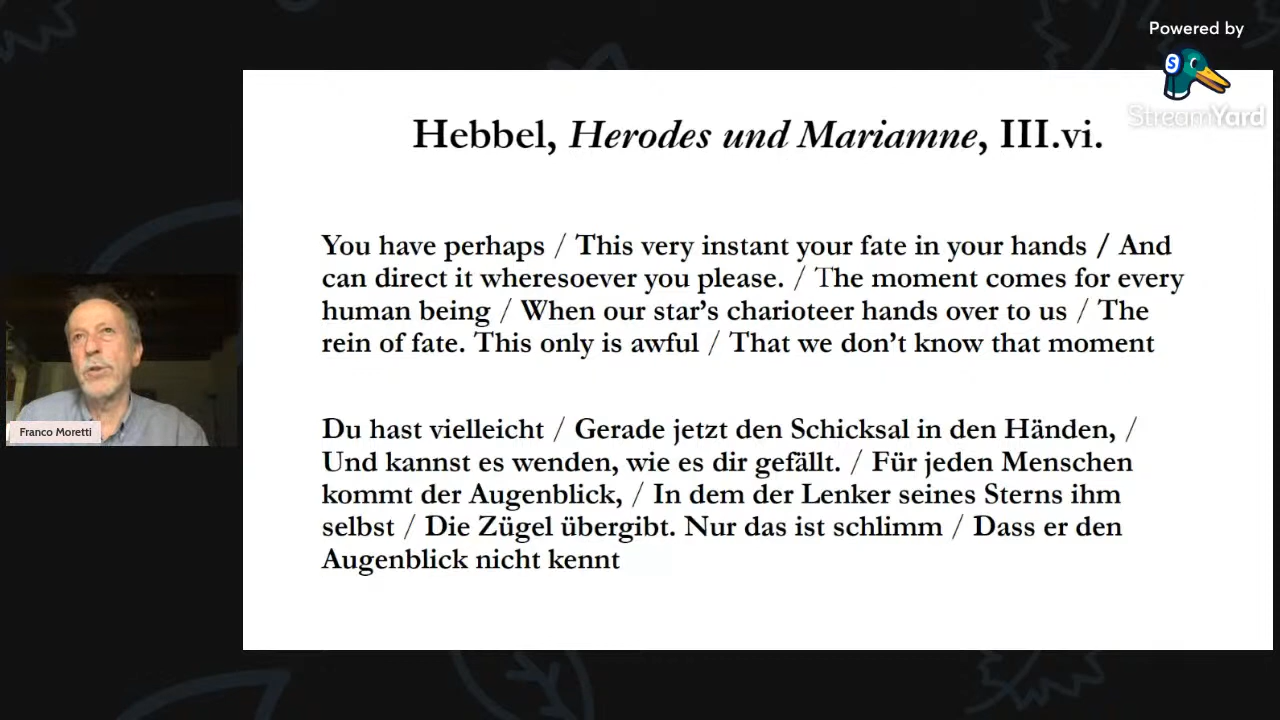 Powered by
StreamYard
Hebbel, Herodes und Mariamne, III.vi.
You have perhaps / This very instant your fate in your hands / And
can direct it wheresoever you please. / The moment comes for every
human being / When our star’s charioteer hands over to us / The
rein of fate. This only is awful / That we don’t know that moment
Du hast vielleicht / Gerade jetzt den Schicksal in den Händen, /
Und kannst es wenden, wie es dir gefällt. / Für jeden Menschen
kommt der Augenblick, / In dem der Lenker seines Sterns ihm
selbst / Die Zügel übergibt. Nur das ist schlimm / Dass er den
Augenblick nicht kennt
Franco Moretti